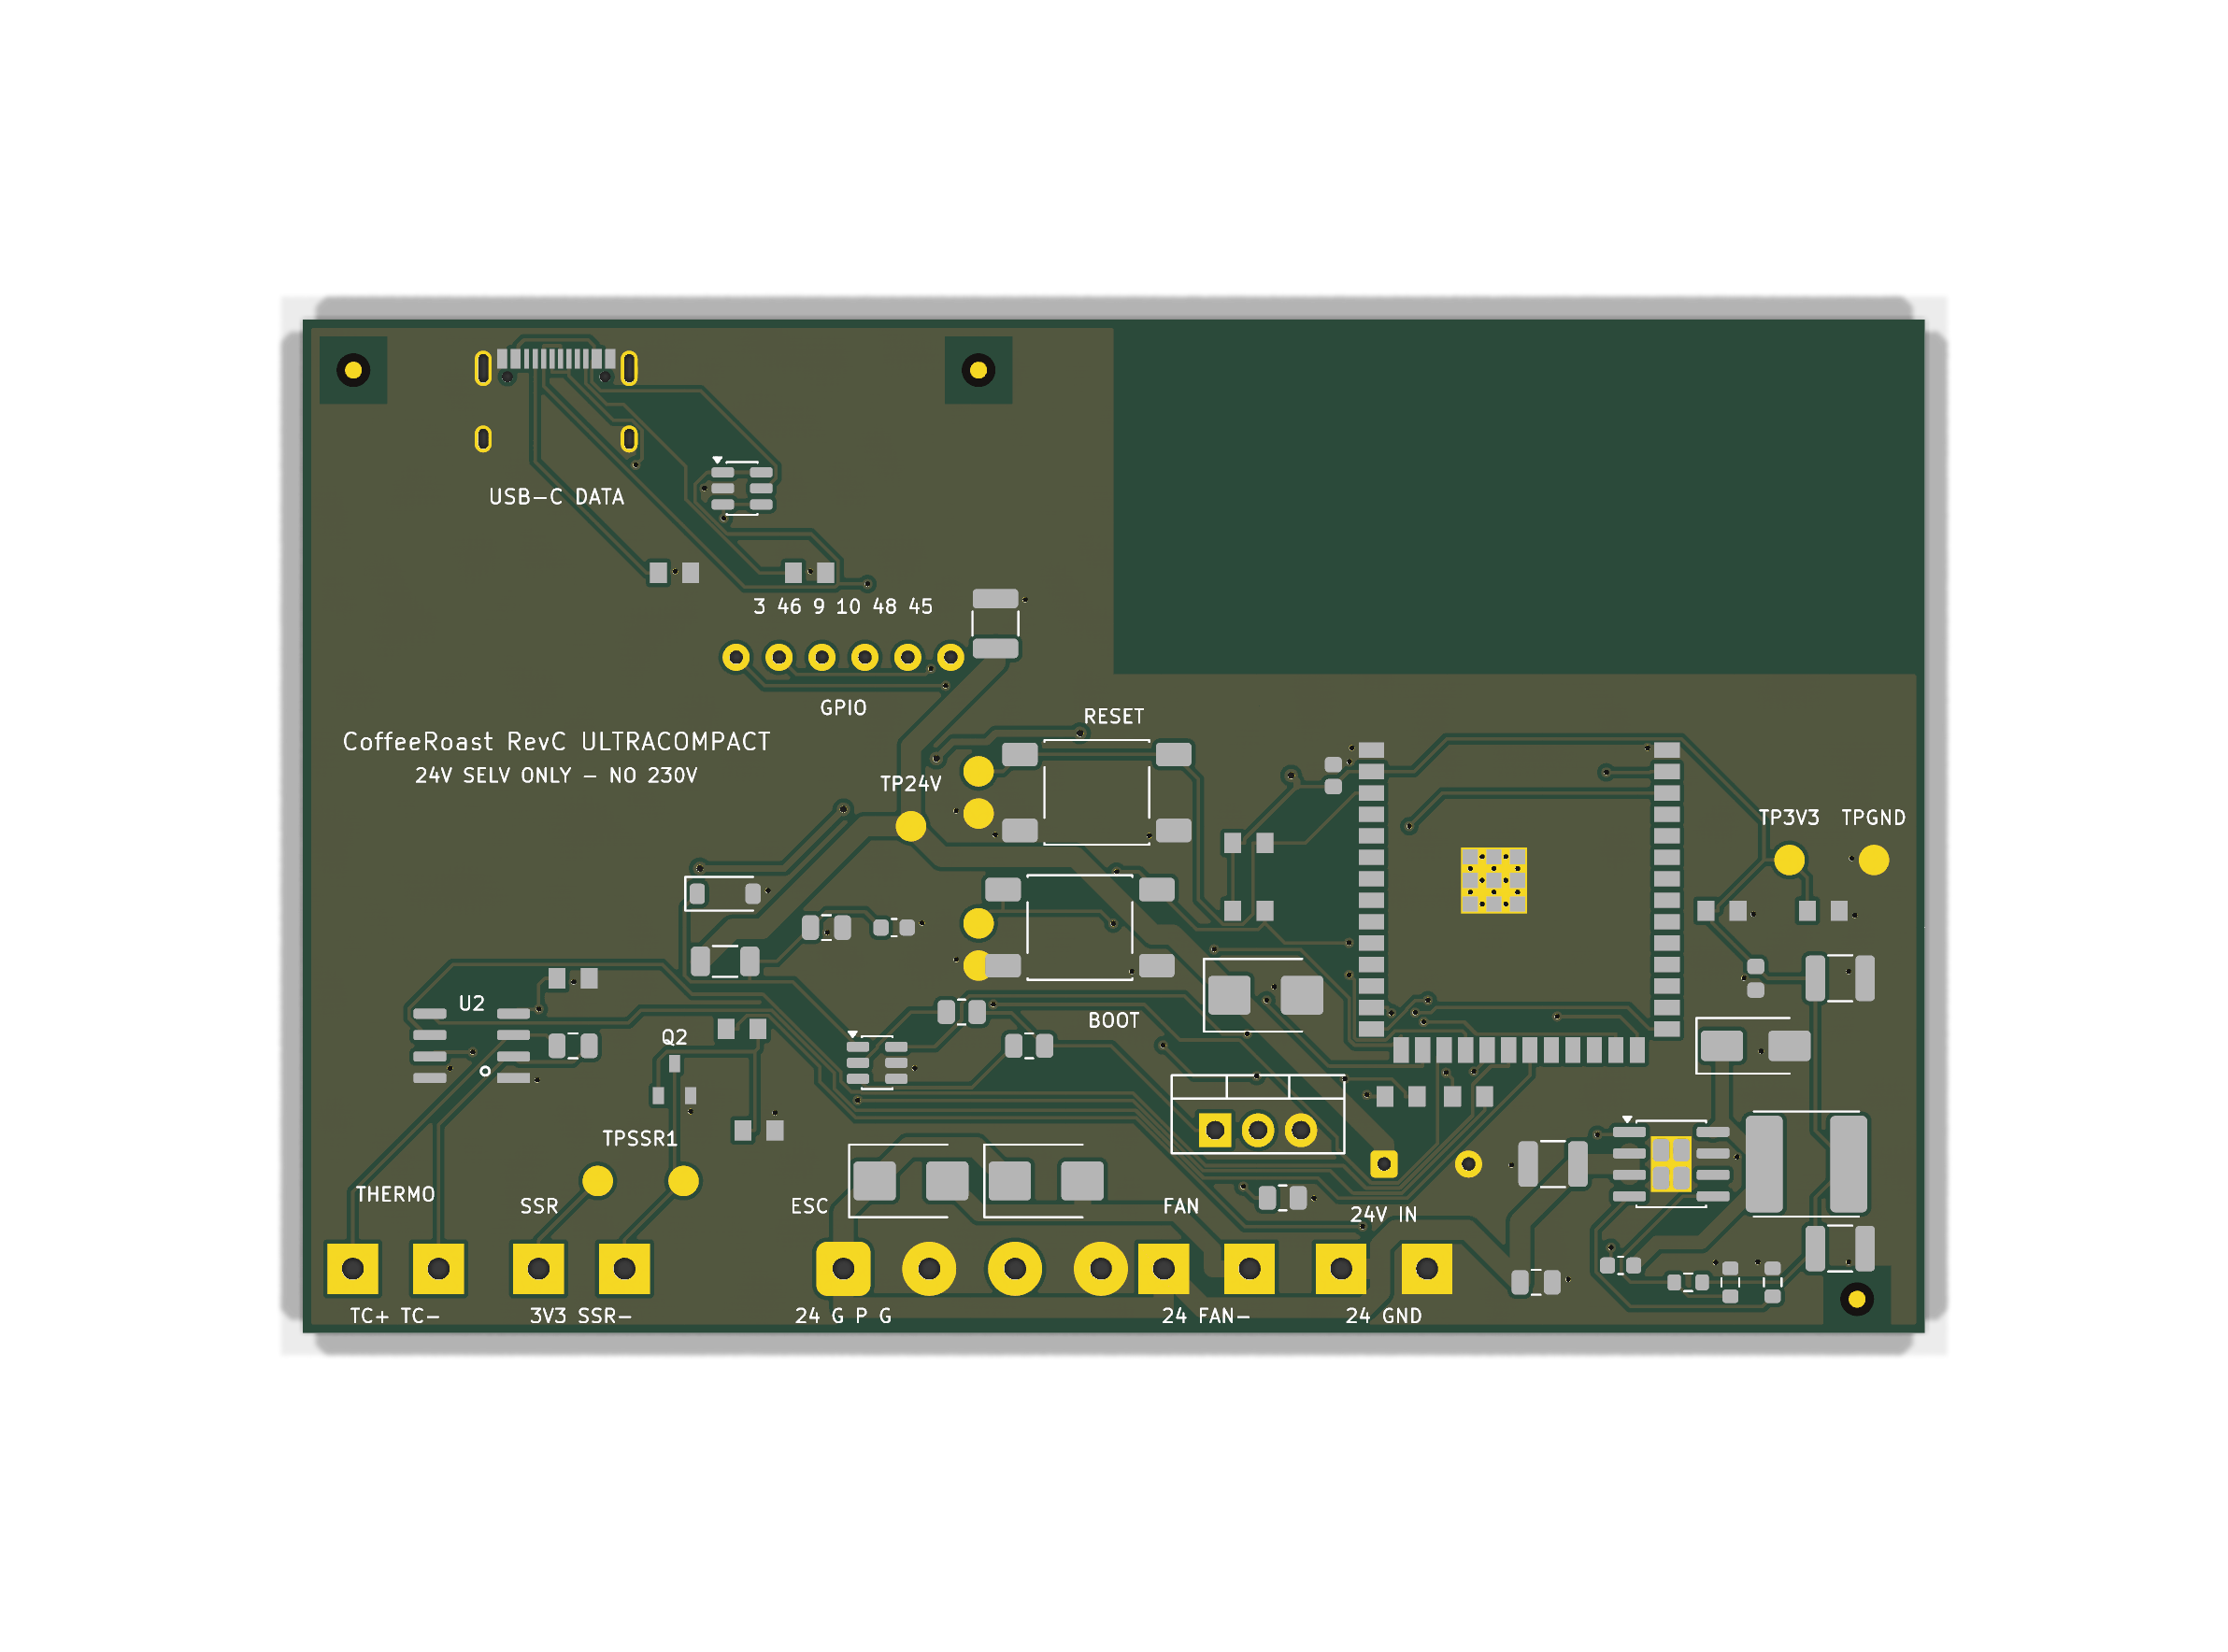 USB-C DATA
3 46 9 10 48 45
GPIO
RESET
CoffeeRoast RevC ULTRACOMPACT
24V SELV ONLY - NO 230V
TP24V
TP3V3 TPGND
U2
BOOT
Q2
TPSSR1
THERMO
SSR
ESC
FAN
24V IN
TC+ TC-
3V3 SSR-
24 G P G
24 FAN-
24 GND